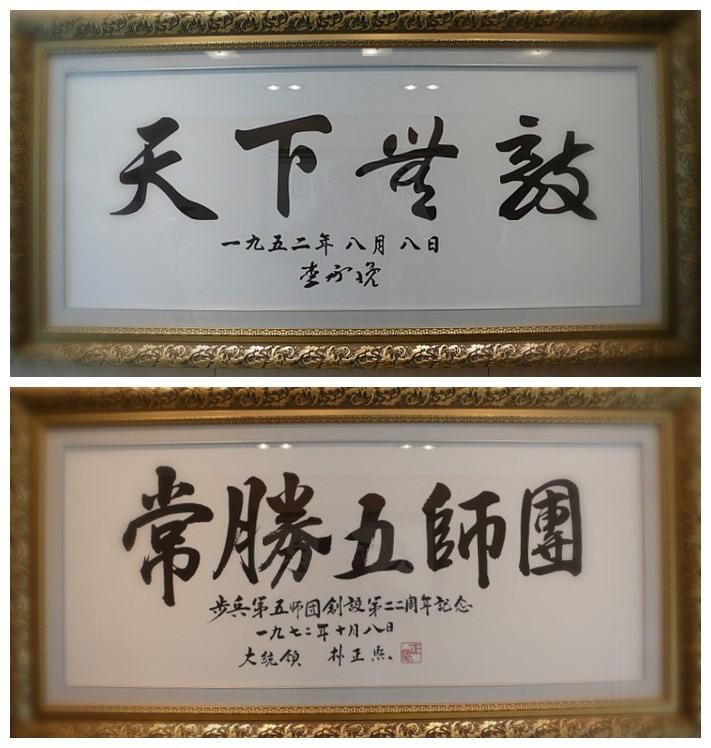 天下無敵
一九五二年 八月 八日
李承晩
常勝五師團
步兵第五師団創設第二二周年記念
一九七二年十月八日
大統領 朴正熙